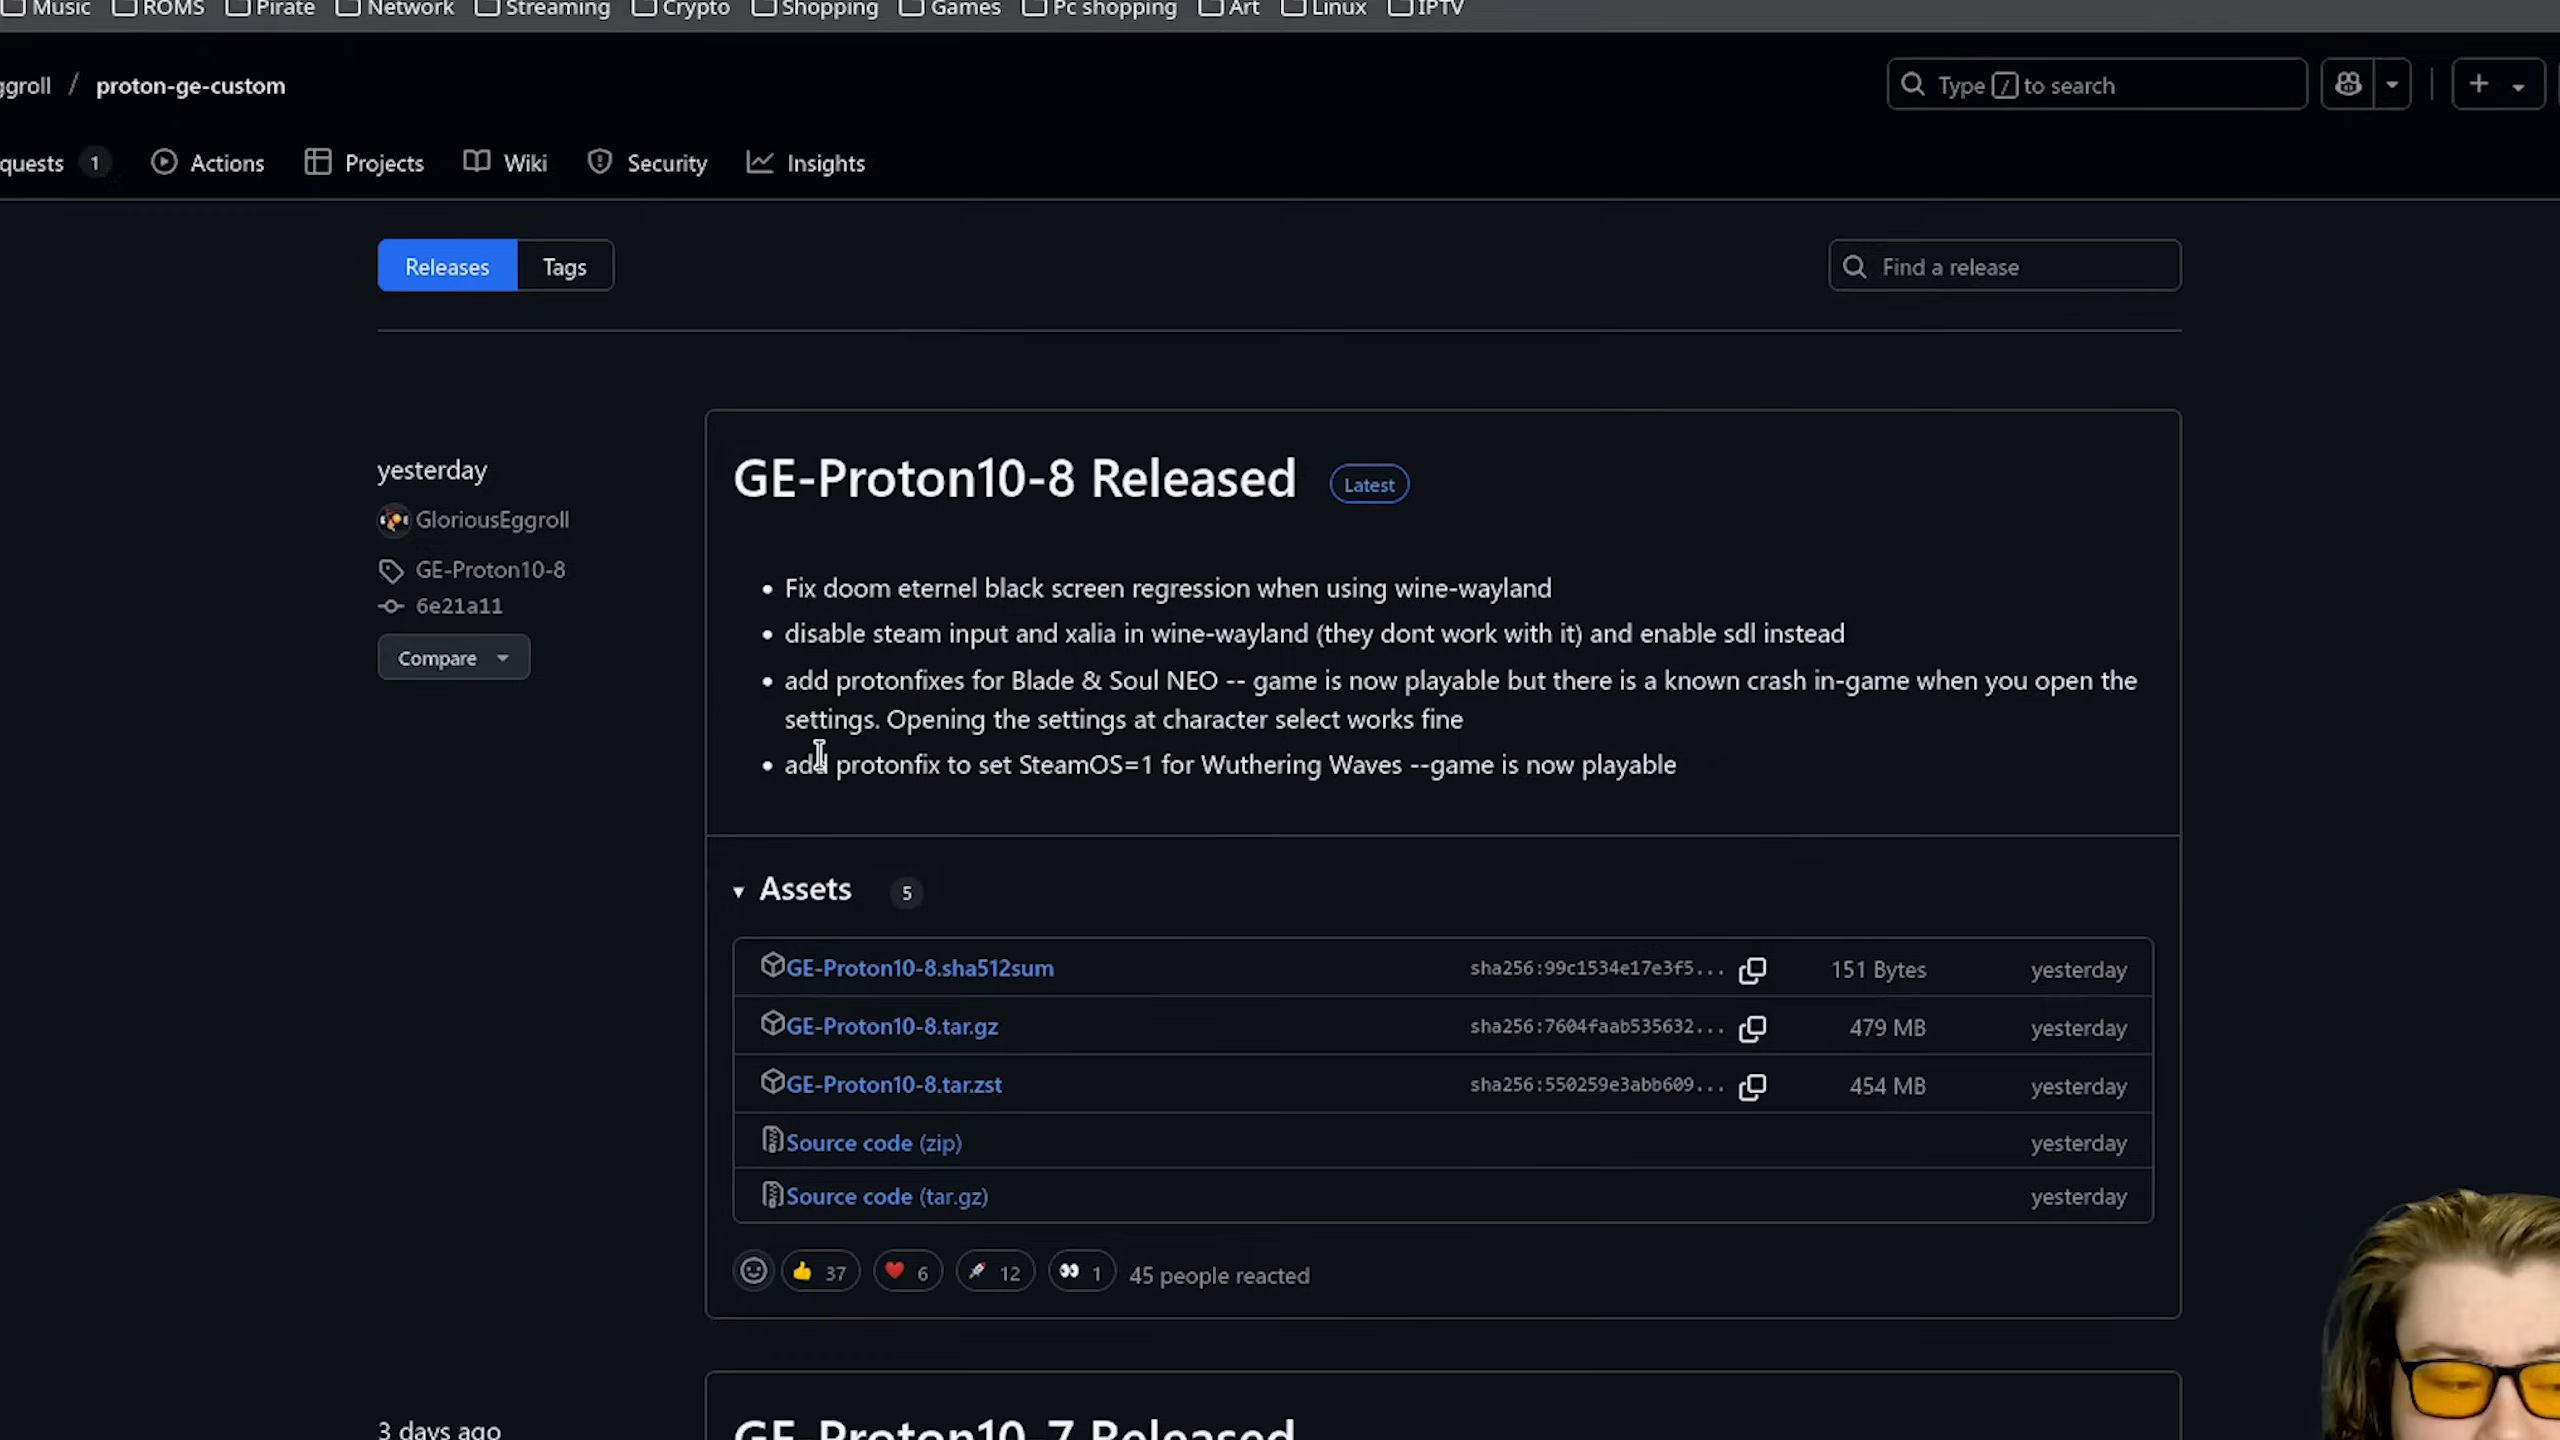 Music ROMS Pirate Network Streaming Crypto Shopping Games Pc shopping Art Linux IPTV
ggroll / proton-ge-custom
Type / to search
quests 1 Actions Projects Wiki Security Insights
Releases Tags
Find a release
yesterday
GloriousEggroll
GE-Proton10-8
6e21a11
Compare
GE-Proton10-8 Released Latest
• Fix doom eternel black screen regression when using wine-wayland
• disable steam input and xalia in wine-wayland (they dont work with it) and enable sdl instead
• add protonfixes for Blade & Soul NEO -- game is now playable but there is a known crash in-game when you open the
settings. Opening the settings at character select works fine
• add protonfix to set SteamOS=1 for Wuthering Waves --game is now playable
Assets 5
GE-Proton10-8.sha512sum sha256:99c1534e17e3f5... 151 Bytes yesterday
GE-Proton10-8.tar.gz sha256:7604faab535632... 479 MB yesterday
GE-Proton10-8.tar.zst sha256:550259e3abb609... 454 MB yesterday
Source code (zip) yesterday
Source code (tar.gz) yesterday
37 6 12 1 45 people reacted
3 days ago
GE-Proton10-7 Released